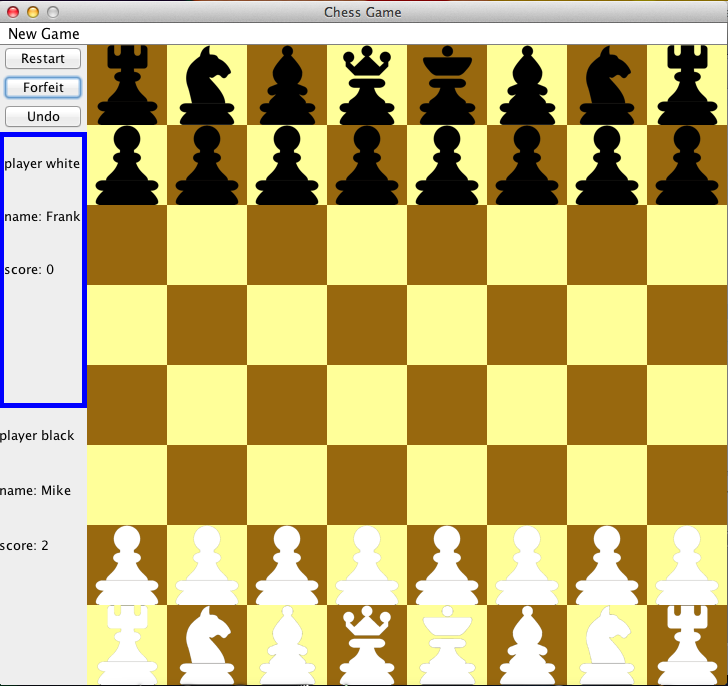 Chess Game
New Game
Restart
Forfeit
Undo
player white
name: Frank
score: 0
player black
name: Mike
score: 2